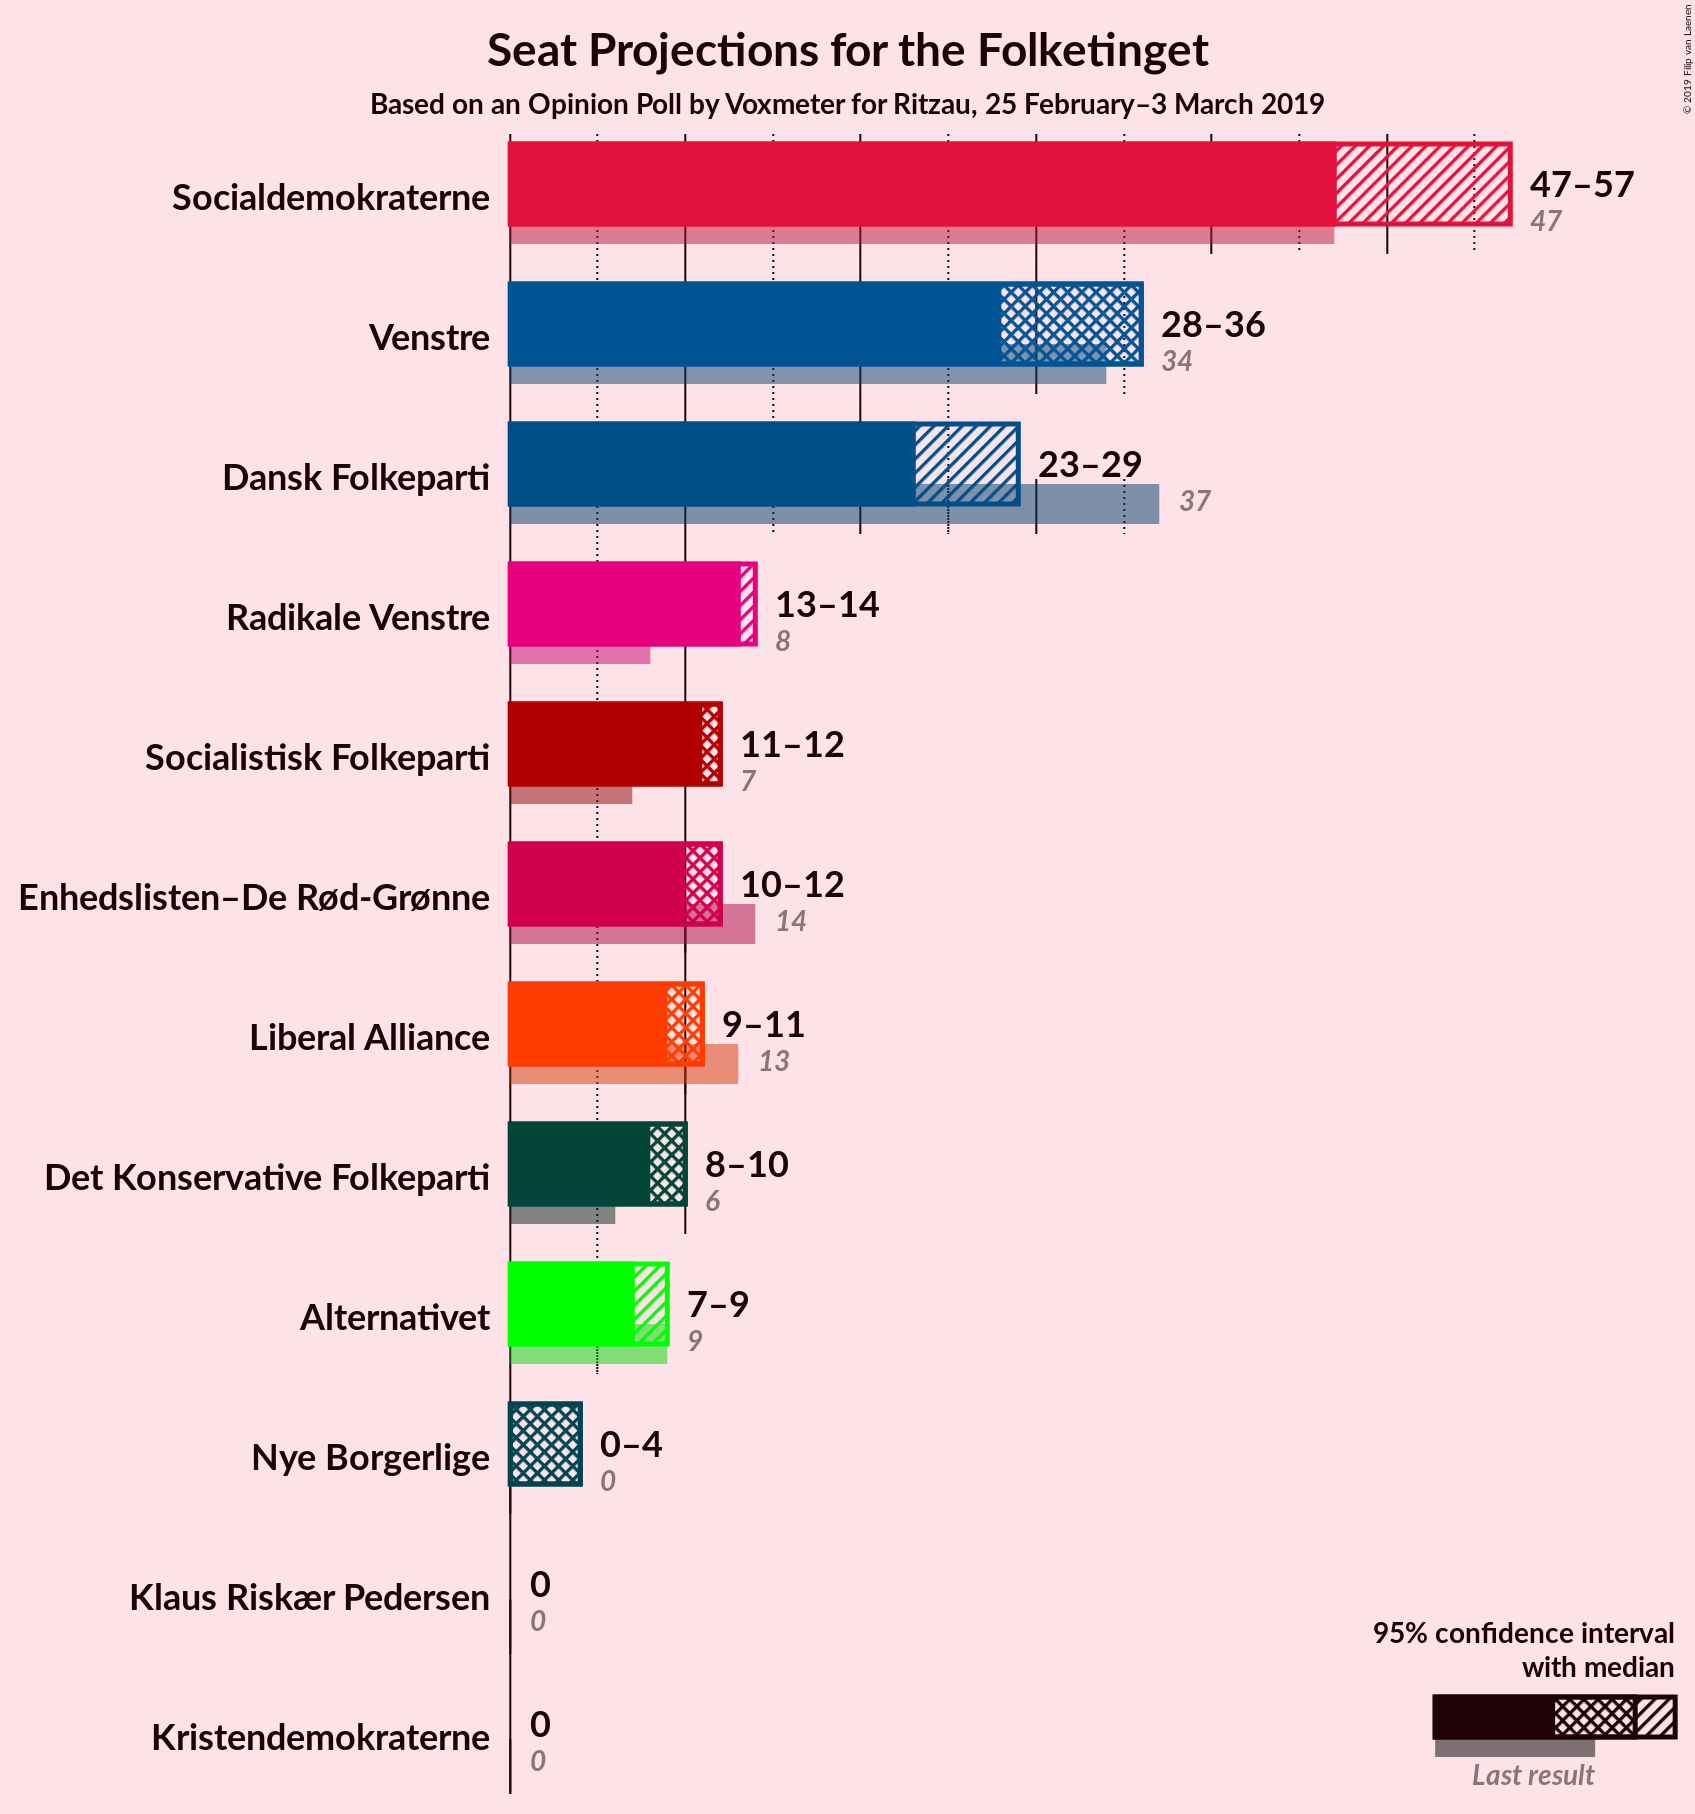 Seat Projections for the Folketinget
Based on an Opinion Poll by Voxmeter for Ritzau, 25 February–3 March 2019
© 2019 Filip van Laenen
Socialdemokraterne
47–57
47
Venstre
28–36
34
Dansk Folkeparti
23–29
37
Radikale Venstre
13–14
8
Socialistisk Folkeparti
11–12
7
Enhedslisten–De Rød-Grønne
10–12
14
Liberal Alliance
9–11
13
Det Konservative Folkeparti
8–10
6
Alternativet
7–9
9
Nye Borgerlige
0–4
0
Klaus Riskær Pedersen
0
0
Kristendemokraterne
0
0
95% confidence interval
with median
Last result